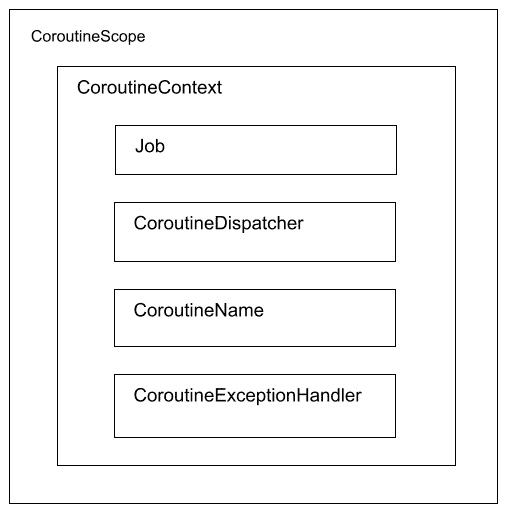 CoroutineScope
CoroutineContext
Job
CoroutineDispatcher
CoroutineName
CoroutineExceptionHandler